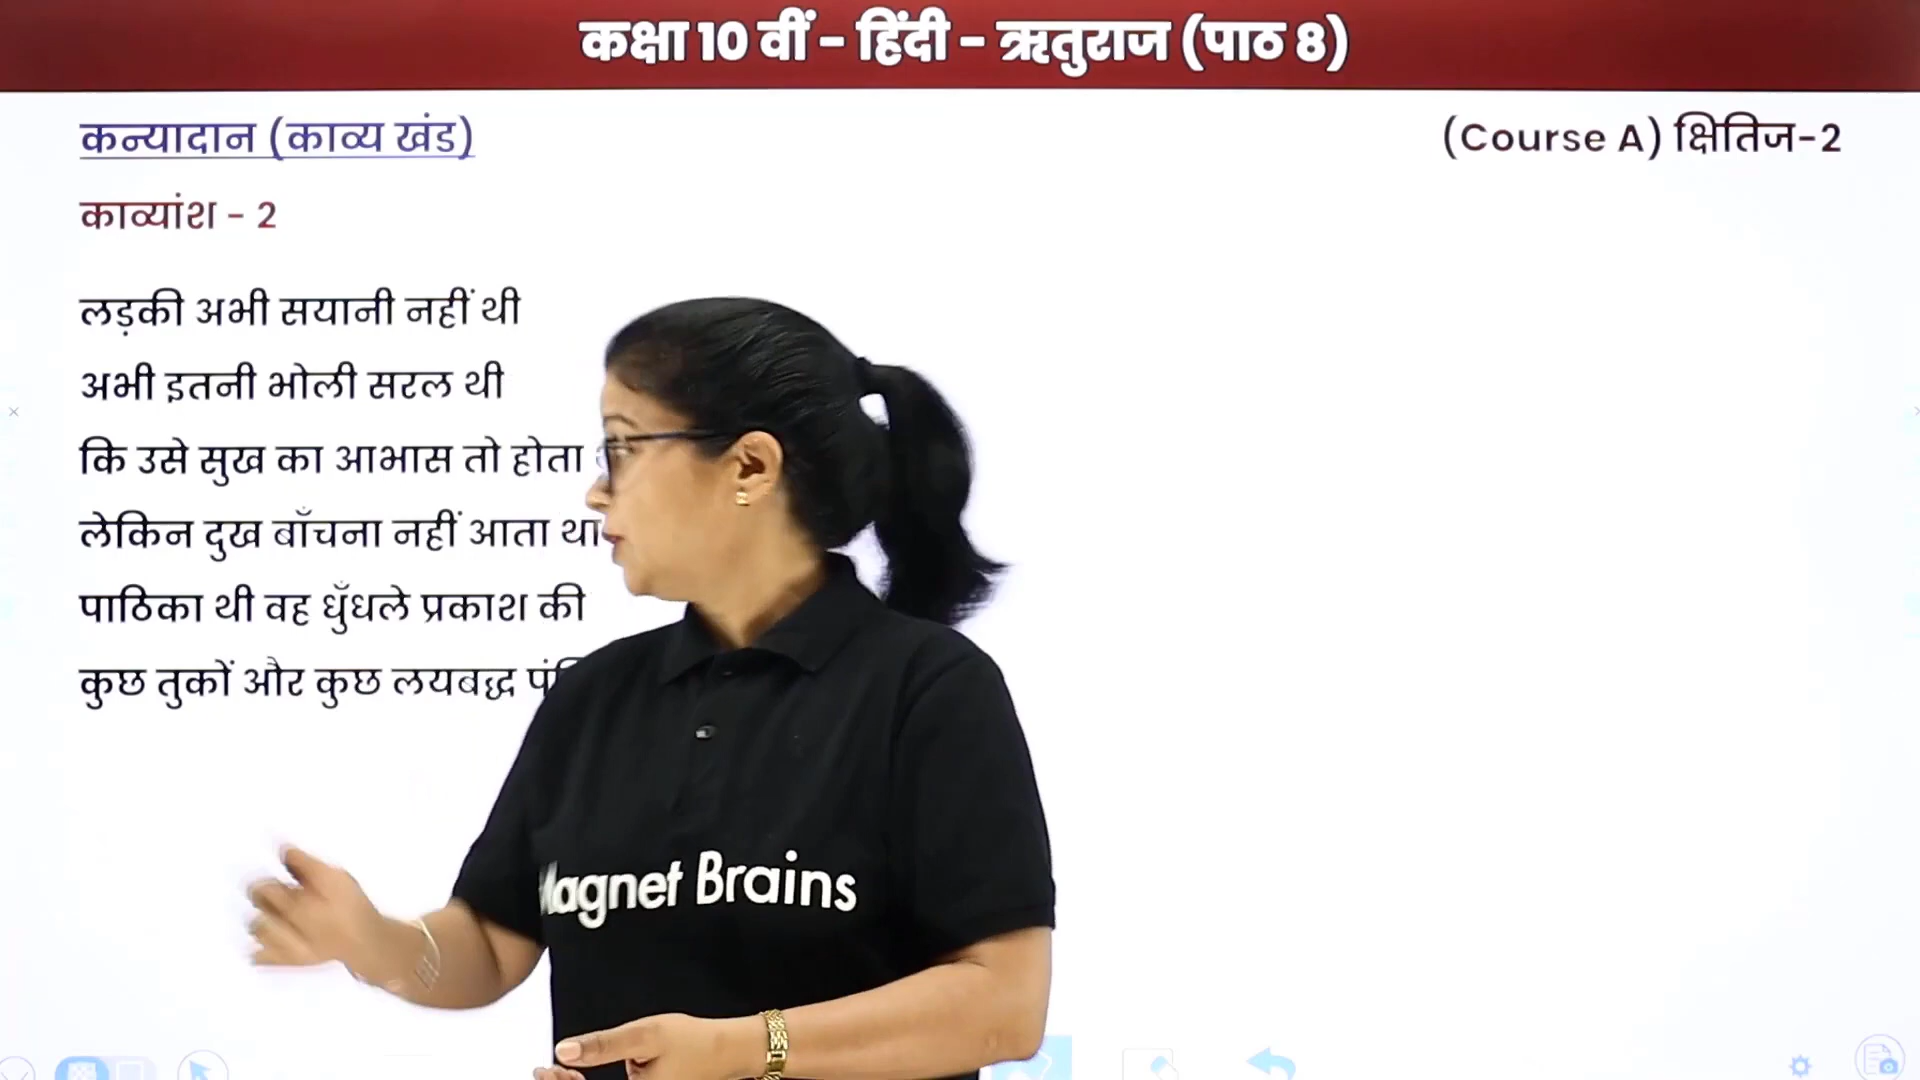 कक्षा 10 वीं - हिंदी - ऋतुराज (पाठ 8)
कन्यादान (काव्य खंड)
(Course A) क्षितिज-2
काव्यांश - 2
लड़की अभी सयानी नहीं थी
अभी इतनी भोली सरल थी
कि उसे सुख का आभास तो होता
लेकिन दुख बाँचना नहीं आता था
पाठिका थी वह धुँधले प्रकाश की
कुछ तुकों और कुछ लयबद्ध
Brains